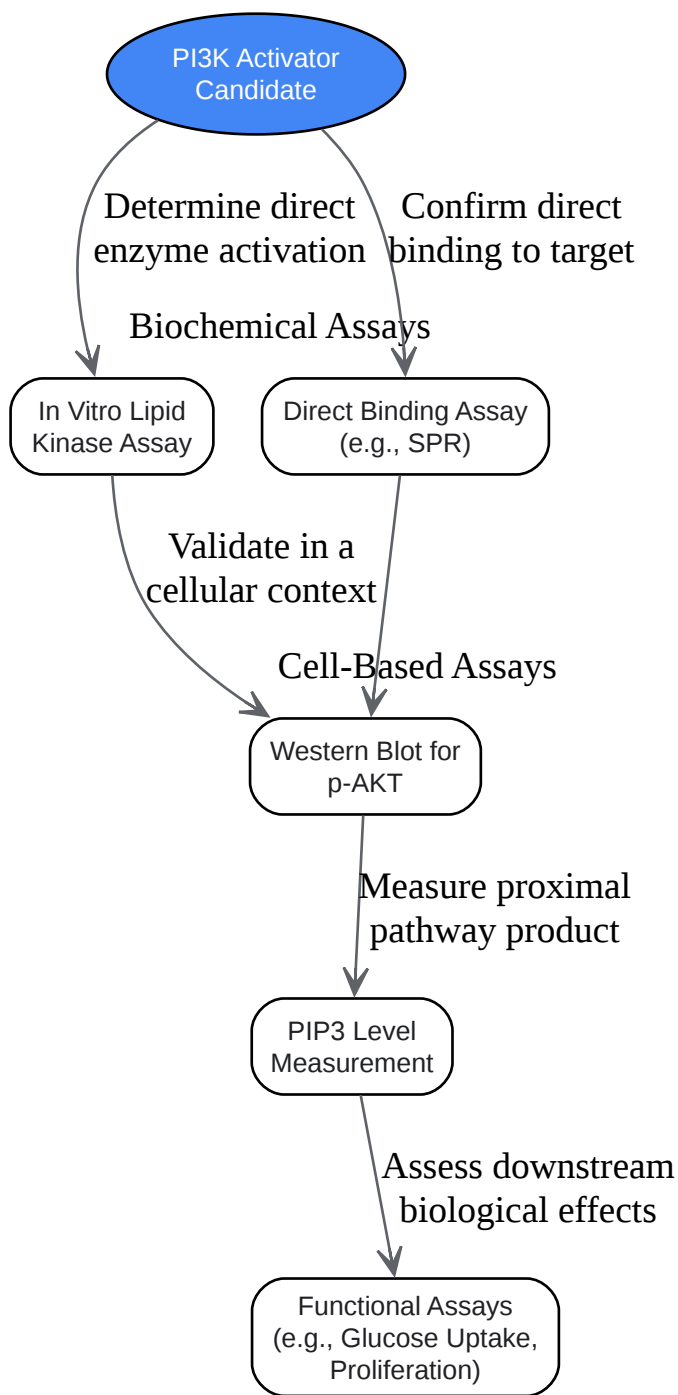 PI3K Activator
Candidate
Determine direct
enzyme activation
Confirm direct
binding to target
Biochemical Assays
In Vitro Lipid
Kinase Assay
Direct Binding Assay
(e.g., SPR)
Validate in a
cellular context
Cell-Based Assays
Western Blot for
p-AKT
Measure proximal
pathway product
PIP3 Level
Measurement
Assess downstream
biological effects
Functional Assays
(e.g., Glucose Uptake,
Proliferation)